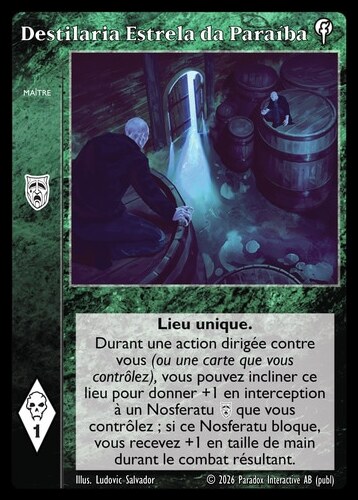 Destilaria Estrela da Paraíba
MAÎTRE
Lieu unique.
Durant une action dirigée contre
vous (ou une carte que vous
contrôlez), vous pouvez incliner ce
lieu pour donner +1 en interception
à un Nosferatu que vous
contrôlez ; si ce Nosferatu bloque,
vous recevez +1 en taille de main
durant le combat résultant.
1
Illus. Ludovic Salvador
© 2026 Paradox Interactive AB (publ)